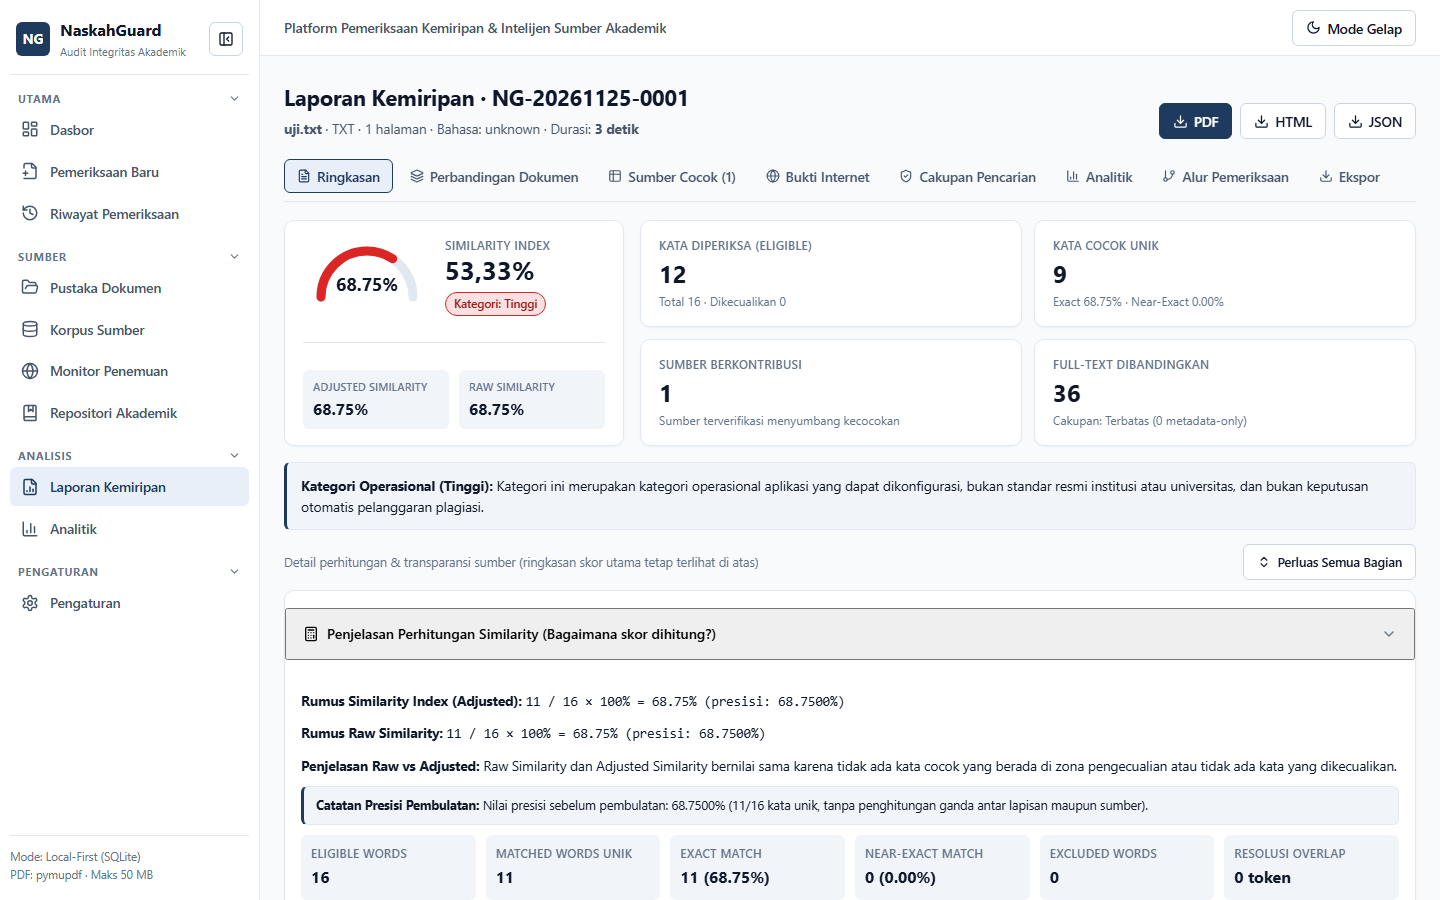 NG
NaskahGuard
Audit Integritas Akademik
UTAMA
Dasbor
Pemeriksaan Baru
Riwayat Pemeriksaan
SUMBER
Pustaka Dokumen
Korpus Sumber
Monitor Penemuan
Repositori Akademik
ANALISIS
Laporan Kemiripan
Analitik
PENGATURAN
Pengaturan
Mode: Local-First (SQLite)
PDF: pymupdf · Maks 50 MB
Platform Pemeriksaan Kemiripan & Intelijen Sumber Akademik
Mode Gelap
Laporan Kemiripan · NG-20261125-0001
uji.txt · TXT · 1 halaman · Bahasa: unknown · Durasi: 3 detik
PDF
HTML
JSON
Ringkasan
Perbandingan Dokumen
Sumber Cocok (1)
Bukti Internet
Cakupan Pencarian
Analitik
Alur Pemeriksaan
Ekspor
68.75%
SIMILARITY INDEX
53,33%
Kategori: Tinggi
ADJUSTED SIMILARITY
68.75%
RAW SIMILARITY
68.75%
KATA DIPERIKSA (ELIGIBLE)
12
Total 16 · Dikecualikan 0
KATA COCOK UNIK
9
Exact 68.75% · Near-Exact 0.00%
SUMBER BERKONTRIBUSI
1
Sumber terverifikasi menyumbang kecocokan
FULL-TEXT DIBANDINGKAN
36
Cakupan: Terbatas (0 metadata-only)
Kategori Operasional (Tinggi): Kategori ini merupakan kategori operasional aplikasi yang dapat dikonfigurasi, bukan standar resmi institusi atau universitas, dan bukan keputusan
otomatis pelanggaran plagiasi.
Detail perhitungan & transparansi sumber (ringkasan skor utama tetap terlihat di atas)
Perluas Semua Bagian
Penjelasan Perhitungan Similarity (Bagaimana skor dihitung?)
Rumus Similarity Index (Adjusted): 11 / 16 × 100% = 68.75% (presisi: 68.7500%)
Rumus Raw Similarity: 11 / 16 × 100% = 68.75% (presisi: 68.7500%)
Penjelasan Raw vs Adjusted: Raw Similarity dan Adjusted Similarity bernilai sama karena tidak ada kata cocok yang berada di zona pengecualian atau tidak ada kata yang dikecualikan.
Catatan Presisi Pembulatan: Nilai presisi sebelum pembulatan: 68.7500% (11/16 kata unik, tanpa penghitungan ganda antar lapisan maupun sumber).
ELIGIBLE WORDS
16
MATCHED WORDS UNIK
11
EXACT MATCH
11 (68.75%)
NEAR-EXACT MATCH
0 (0.00%)
EXCLUDED WORDS
0
RESOLUSI OVERLAP
0 token